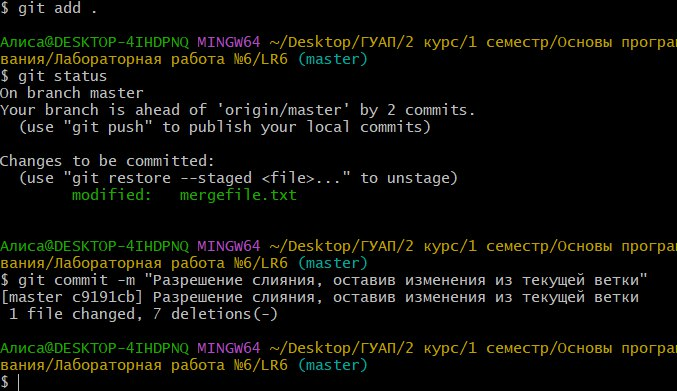 $ git add .
Алиса@DESKTOP-4IHDPNQ MINGW64 ~/Desktop/ГУАП/2 курс/1 семестр/Основы програ
вания/Лабораторная работа №6/LR6 (master)
$ git status
On branch master
Your branch is ahead of 'origin/master' by 2 commits.
  (use "git push" to publish your local commits)
Changes to be committed:
  (use "git restore --staged <file>..." to unstage)
        modified:   mergefile.txt
Алиса@DESKTOP-4IHDPNQ MINGW64 ~/Desktop/ГУАП/2 курс/1 семестр/Основы програ
вания/Лабораторная работа №6/LR6 (master)
$ git commit -m "Разрешение слияния, оставив изменения из текущей ветки"
[master c9191cb] Разрешение слияния, оставив изменения из текущей ветки
 1 file changed, 7 deletions(-)
Алиса@DESKTOP-4IHDPNQ MINGW64 ~/Desktop/ГУАП/2 курс/1 семестр/Основы програ
вания/Лабораторная работа №6/LR6 (master)
$